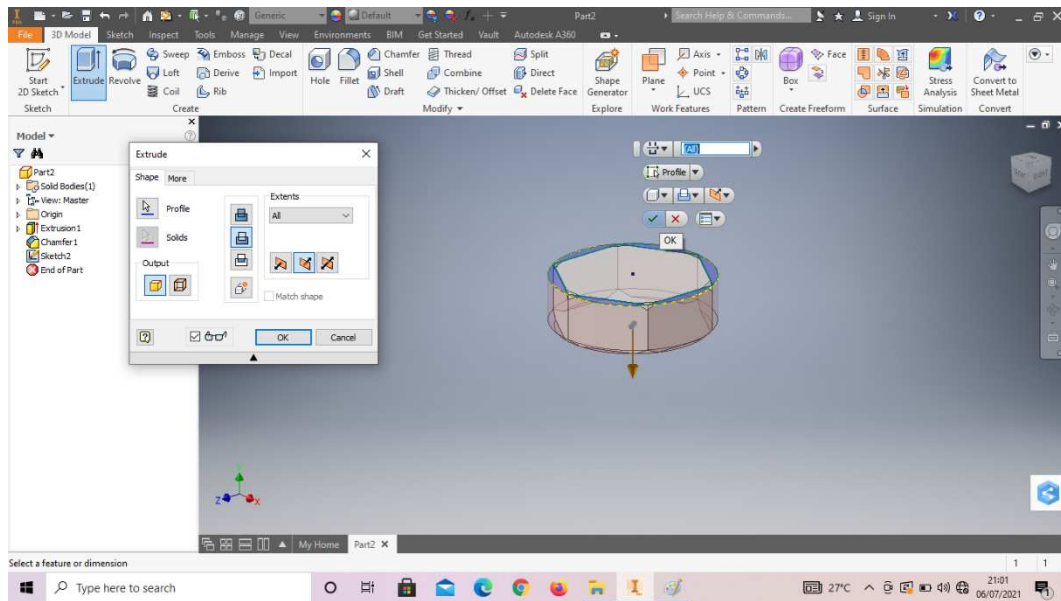 Generic Default Part2 Search Help & Commands... Sign In
File 3D Model Sketch Inspect Tools Manage View Environments BIM Get Started Vault Autodesk A360
Start 2D Sketch Extrude Revolve Sweep Emboss Decal Hole Fillet Chamfer Thread Split Shape Generator Plane Axis Box Face Stress Analysis Convert to Sheet Metal
Loft Derive Import Shell Combine Direct Point
Coil Rib Draft Thicken/ Offset Delete Face UCS
Sketch Create Modify Explore Work Features Pattern Create Freeform Surface Simulation Convert
Model
Part2
Solid Bodies(1)
View: Master
Origin
Extrusion1
Chamfer1
Sketch2
End of Part
Extrude
Shape More
Profile
Solids
Output
Extents
All
Match shape
OK Cancel
(All)
Profile
OK
Z X
My Home Part2
Select a feature or dimension 1 1
Type here to search
27°C 21:01
06/07/2021